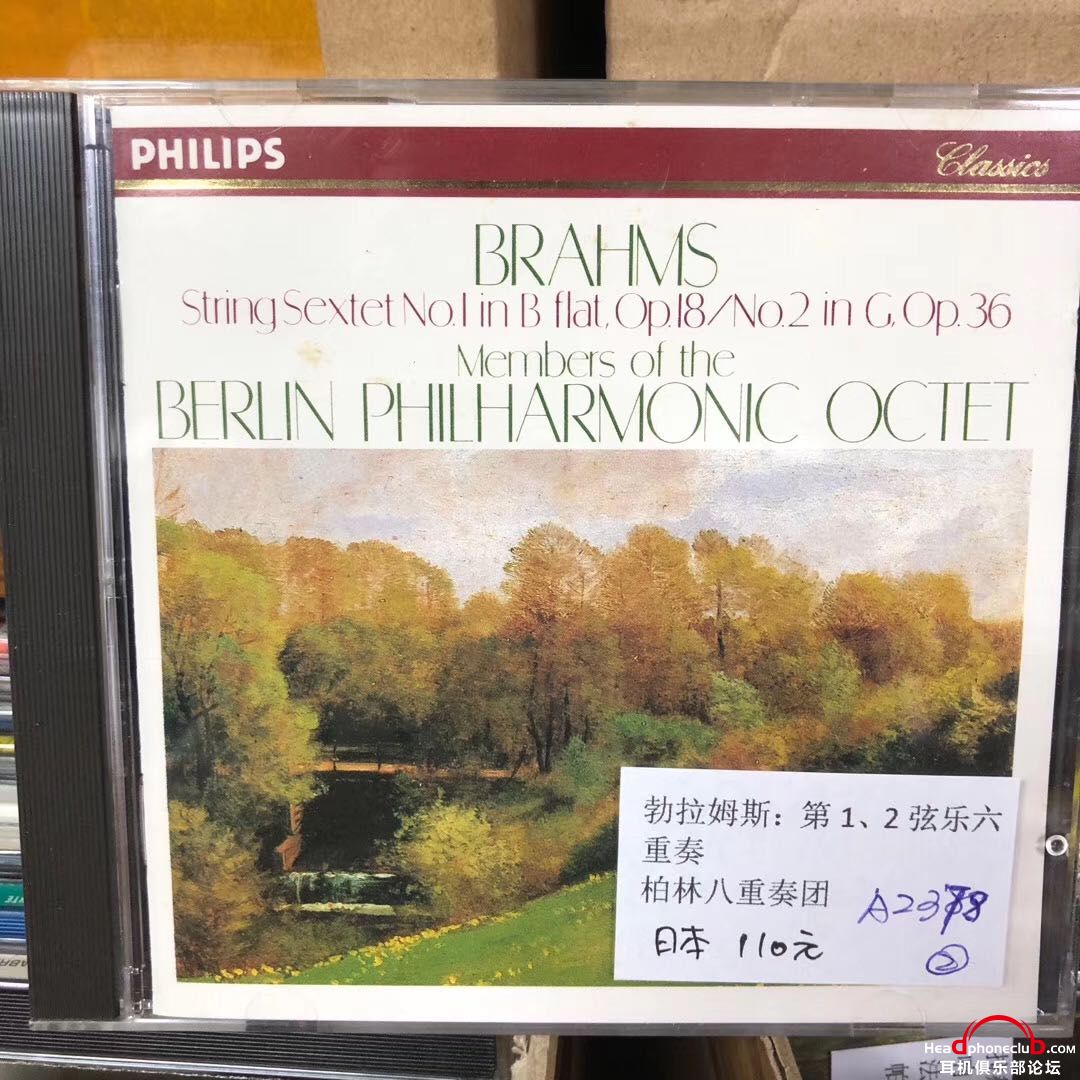 PHILIPS
Classics
BRAHMS
String Sextet No.1 in B flat, Op.18/No.2 in G, Op.36
Members of the
BERLIN PHILHARMONIC OCTET
勃拉姆斯：第1、2弦乐六
重奏
柏林八重奏团
日本 110元
②
Headphoneclub.com
耳机俱乐部论坛